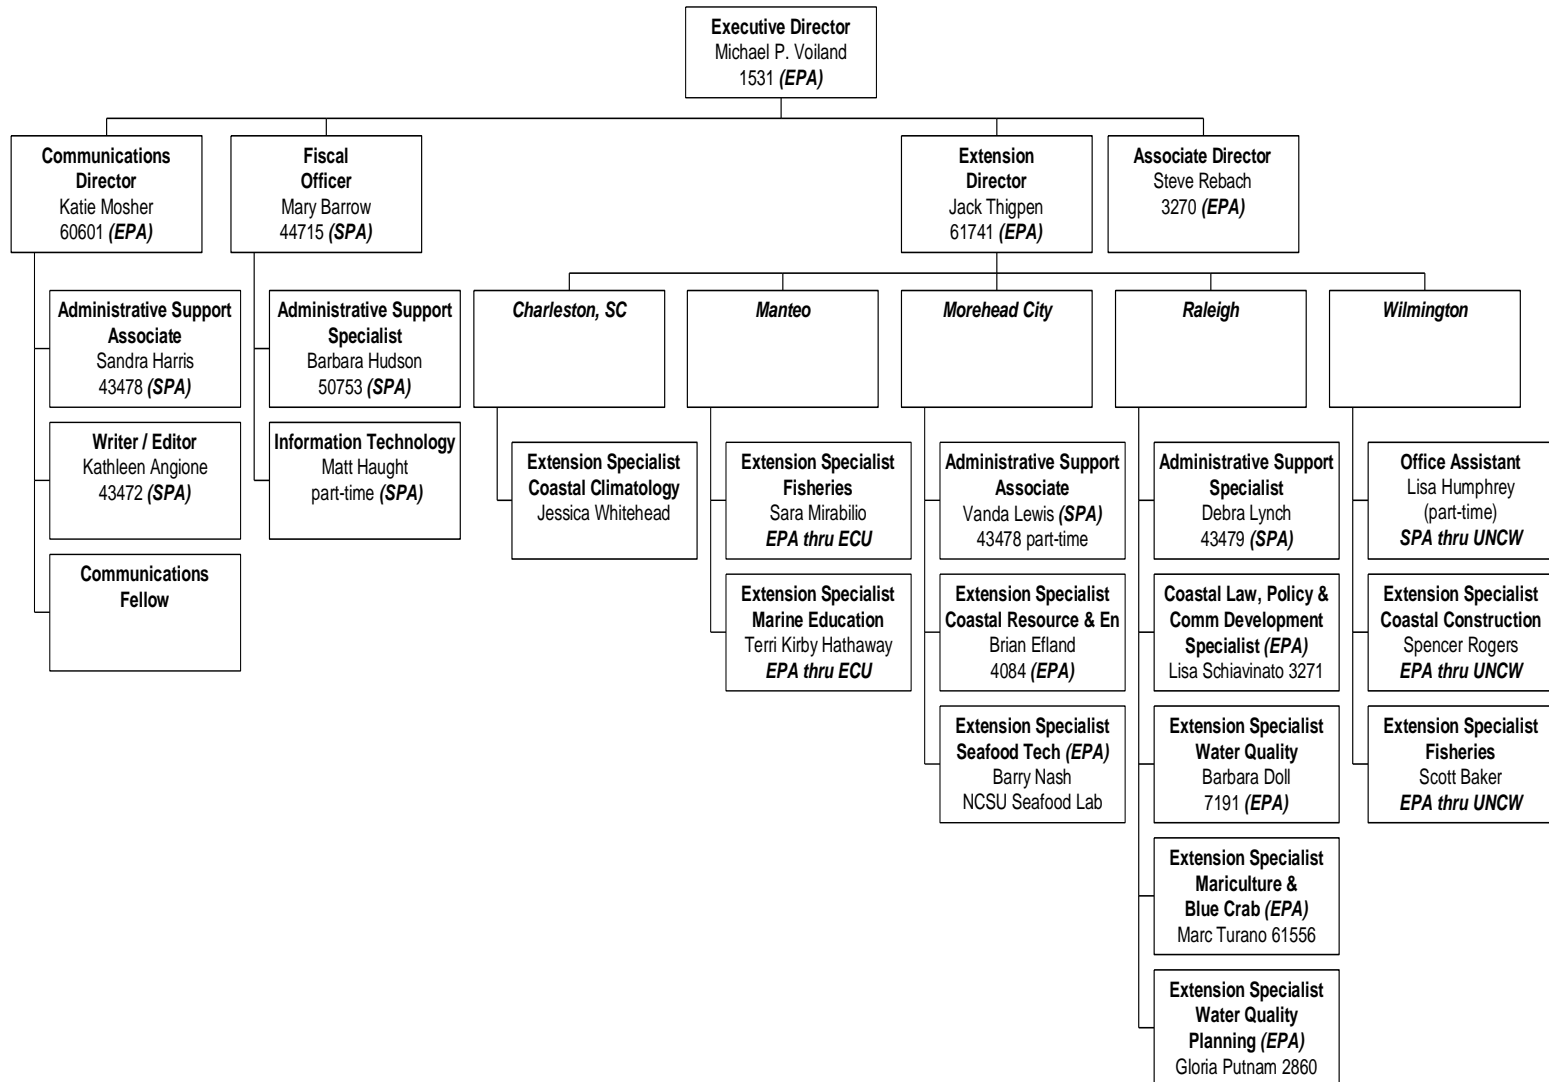 Executive Director
Michael P. Voiland
1531 (EPA)
Communications
Director
Katie Mosher
60601 (EPA)
Fiscal
Officer
Mary Barrow
44715 (SPA)
Extension
Director
Jack Thigpen
61741 (EPA)
Associate Director
Steve Rebach
3270 (EPA)
Administrative Support
Associate
Sandra Harris
43478 (SPA)
Writer / Editor
Kathleen Angione
43472 (SPA)
Communications
Fellow
Administrative Support
Specialist
Barbara Hudson
50753 (SPA)
Information Technology
Matt Haught
part-time (SPA)
Charleston, SC
Extension Specialist
Coastal Climatology
Jessica Whitehead
Manteo
Extension Specialist
Fisheries
Sara Mirabilio
EPA thru ECU
Extension Specialist
Marine Education
Terri Kirby Hathaway
EPA thru ECU
Morehead City
Administrative Support
Associate
Vanda Lewis (SPA)
43478 part-time
Extension Specialist
Coastal Resource & En
Brian Efland
4084 (EPA)
Extension Specialist
Seafood Tech (EPA)
Barry Nash
NCSU Seafood Lab
Raleigh
Administrative Support
Specialist
Debra Lynch
43479 (SPA)
Coastal Law, Policy &
Comm Development
Specialist (EPA)
Lisa Schiavinato 3271
Extension Specialist
Water Quality
Barbara Doll
7191 (EPA)
Extension Specialist
Mariculture &
Blue Crab (EPA)
Marc Turano 61556
Extension Specialist
Water Quality
Planning (EPA)
Gloria Putnam 2860
Wilmington
Office Assistant
Lisa Humphrey
(part-time)
SPA thru UNCW
Extension Specialist
Coastal Construction
Spencer Rogers
EPA thru UNCW
Extension Specialist
Fisheries
Scott Baker
EPA thru UNCW